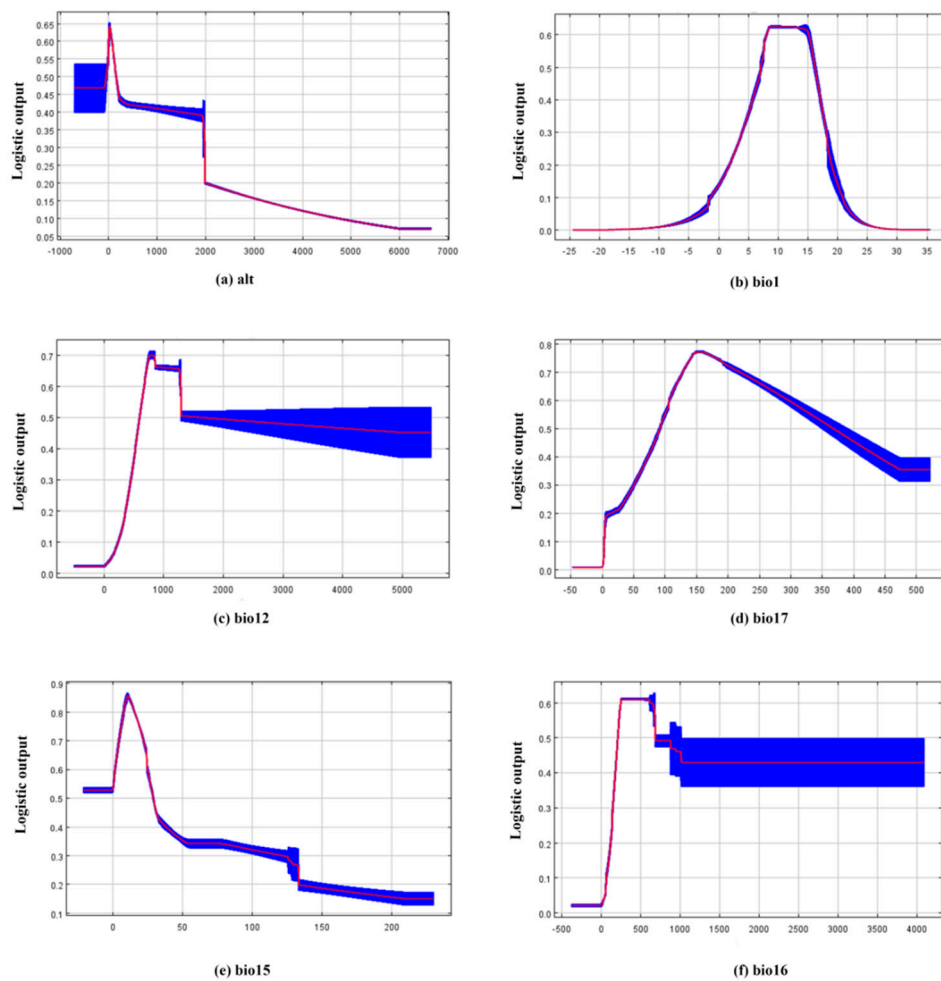 Logistic output
0.65
0.60
0.55
0.50
0.45
0.40
0.35
0.30
0.25
0.20
0.15
0.10
0.05
-1000 0 1000 2000 3000 4000 5000 6000 7000
(a) alt
Logistic output
0.6
0.5
0.4
0.3
0.2
0.1
0.0
-25 -20 -15 -10 -5 0 5 10 15 20 25 30 35
(b) bio1
Logistic output
0.7
0.6
0.5
0.4
0.3
0.2
0.1
0.0
0 1000 2000 3000 4000 5000
(c) bio12
Logistic output
0.8
0.7
0.6
0.5
0.4
0.3
0.2
0.1
0.0
-50 0 50 100 150 200 250 300 350 400 450 500
(d) bio17
Logistic output
0.9
0.8
0.7
0.6
0.5
0.4
0.3
0.2
0.1
0 50 100 150 200
(e) bio15
Logistic output
0.6
0.5
0.4
0.3
0.2
0.1
0.0
-500 0 500 1000 1500 2000 2500 3000 3500 4000
(f) bio16